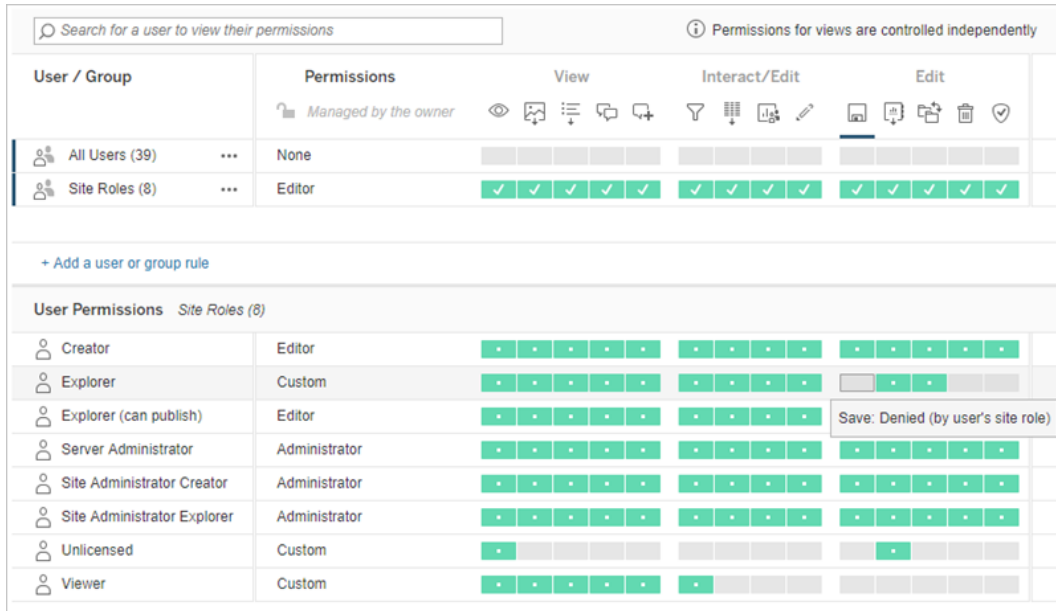 Search for a user to view their permissions
Permissions for views are controlled independently
User / Group Permissions View Interact/Edit Edit
Managed by the owner
All Users (39) None
Site Roles (8) Editor
+ Add a user or group rule
User Permissions Site Roles (8)
Creator Editor
Explorer Custom
Explorer (can publish) Editor
Save: Denied (by user's site role)
Server Administrator Administrator
Site Administrator Creator Administrator
Site Administrator Explorer Administrator
Unlicensed Custom
Viewer Custom